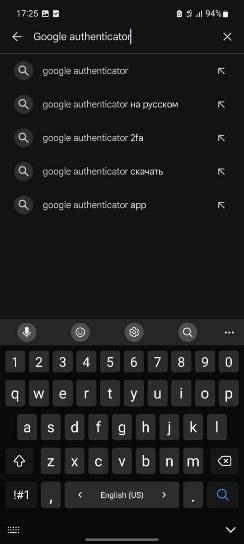 17:25 94%
Google authenticator
google authenticator
google authenticator на русском
google authenticator 2fa
google authenticator скачать
google authenticator app
1 2 3 4 5 6 7 8 9 0
q w e r t y u i o p
a s d f g h j k l
z x c v b n m
!#1 , < English (US) > .